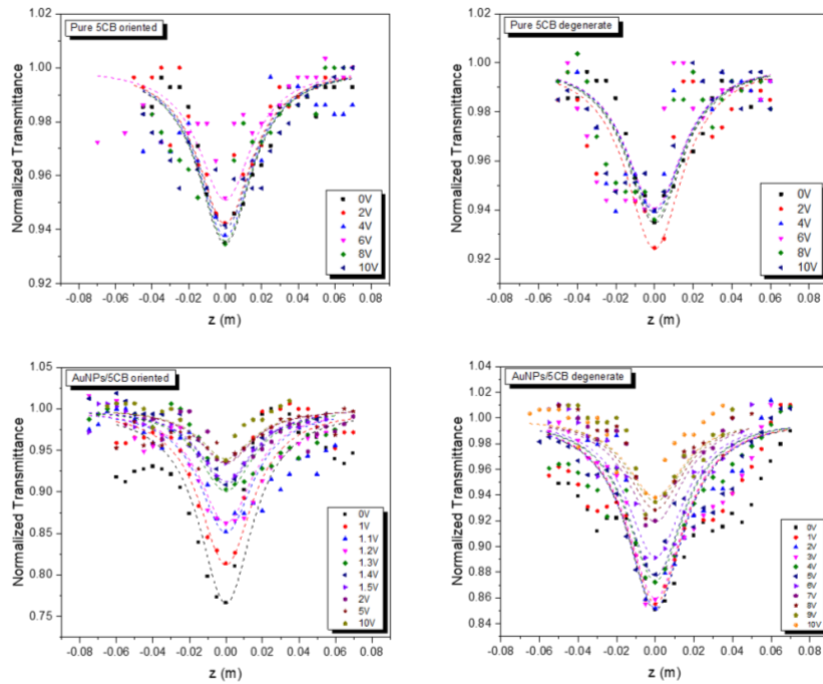 Pure 5CB oriented
1.02
1.00
0.98
0.96
0.94
0.92
Normalized Transmittance
-0.08 -0.06 -0.04 -0.02 0.00 0.02 0.04 0.06 0.08
z (m)
0V
2V
4V
6V
8V
10V
Pure 5CB degenerate
1.02
1.00
0.98
0.96
0.94
0.92
Normalized Transmittance
-0.08 -0.06 -0.04 -0.02 0.00 0.02 0.04 0.06 0.08
z (m)
0V
2V
4V
6V
8V
10V
AuNPs/5CB oriented
1.05
1.00
0.95
0.90
0.85
0.80
0.75
Normalized Transmittance
-0.08 -0.06 -0.04 -0.02 0.00 0.02 0.04 0.06 0.08
z (m)
0V
1V
1.1V
1.2V
1.3V
1.4V
1.5V
2V
5V
10V
AuNPs/5CB degenerate
1.04
1.02
1.00
0.98
0.96
0.94
0.92
0.90
0.88
0.86
0.84
Normalized Transmittance
-0.08 -0.06 -0.04 -0.02 0.00 0.02 0.04 0.06 0.08
z (m)
0V
1V
2V
3V
4V
5V
6V
7V
8V
9V
10V